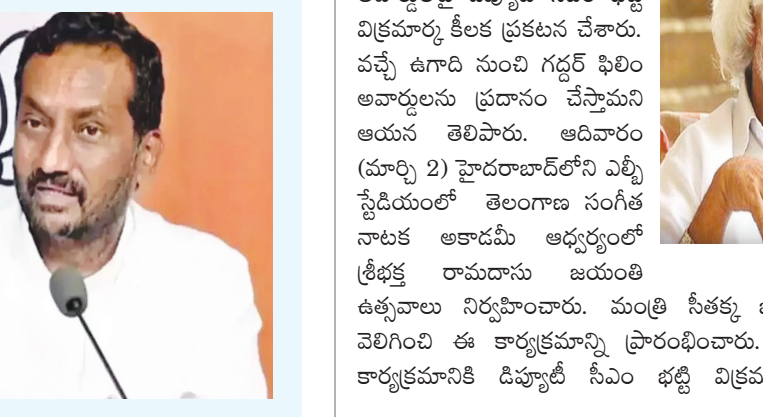 విక్రమార్క కీలక ప్రకటన చేశారు.
వచ్చే ఉగాది నుంచి గద్దర్ ఫిలిం
అవార్డులను ప్రదానం చేస్తామని
ఆయన తెలిపారు. ఆదివారం
(మార్చి 2) హైదరాబాద్‌లోని ఎల్బీ
స్టేడియంలో తెలంగాణ సంగీత
నాటక అకాడమీ ఆధ్వర్యంలో
శ్రీభక్త రామదాసు జయంతి
ఉత్సవాలు నిర్వహించారు. మంత్రి సీతక్క
వెలిగించి ఈ కార్యక్రమాన్ని ప్రారంభించారు.
కార్యక్రమానికి డిప్యూటీ సీఎం భట్టి